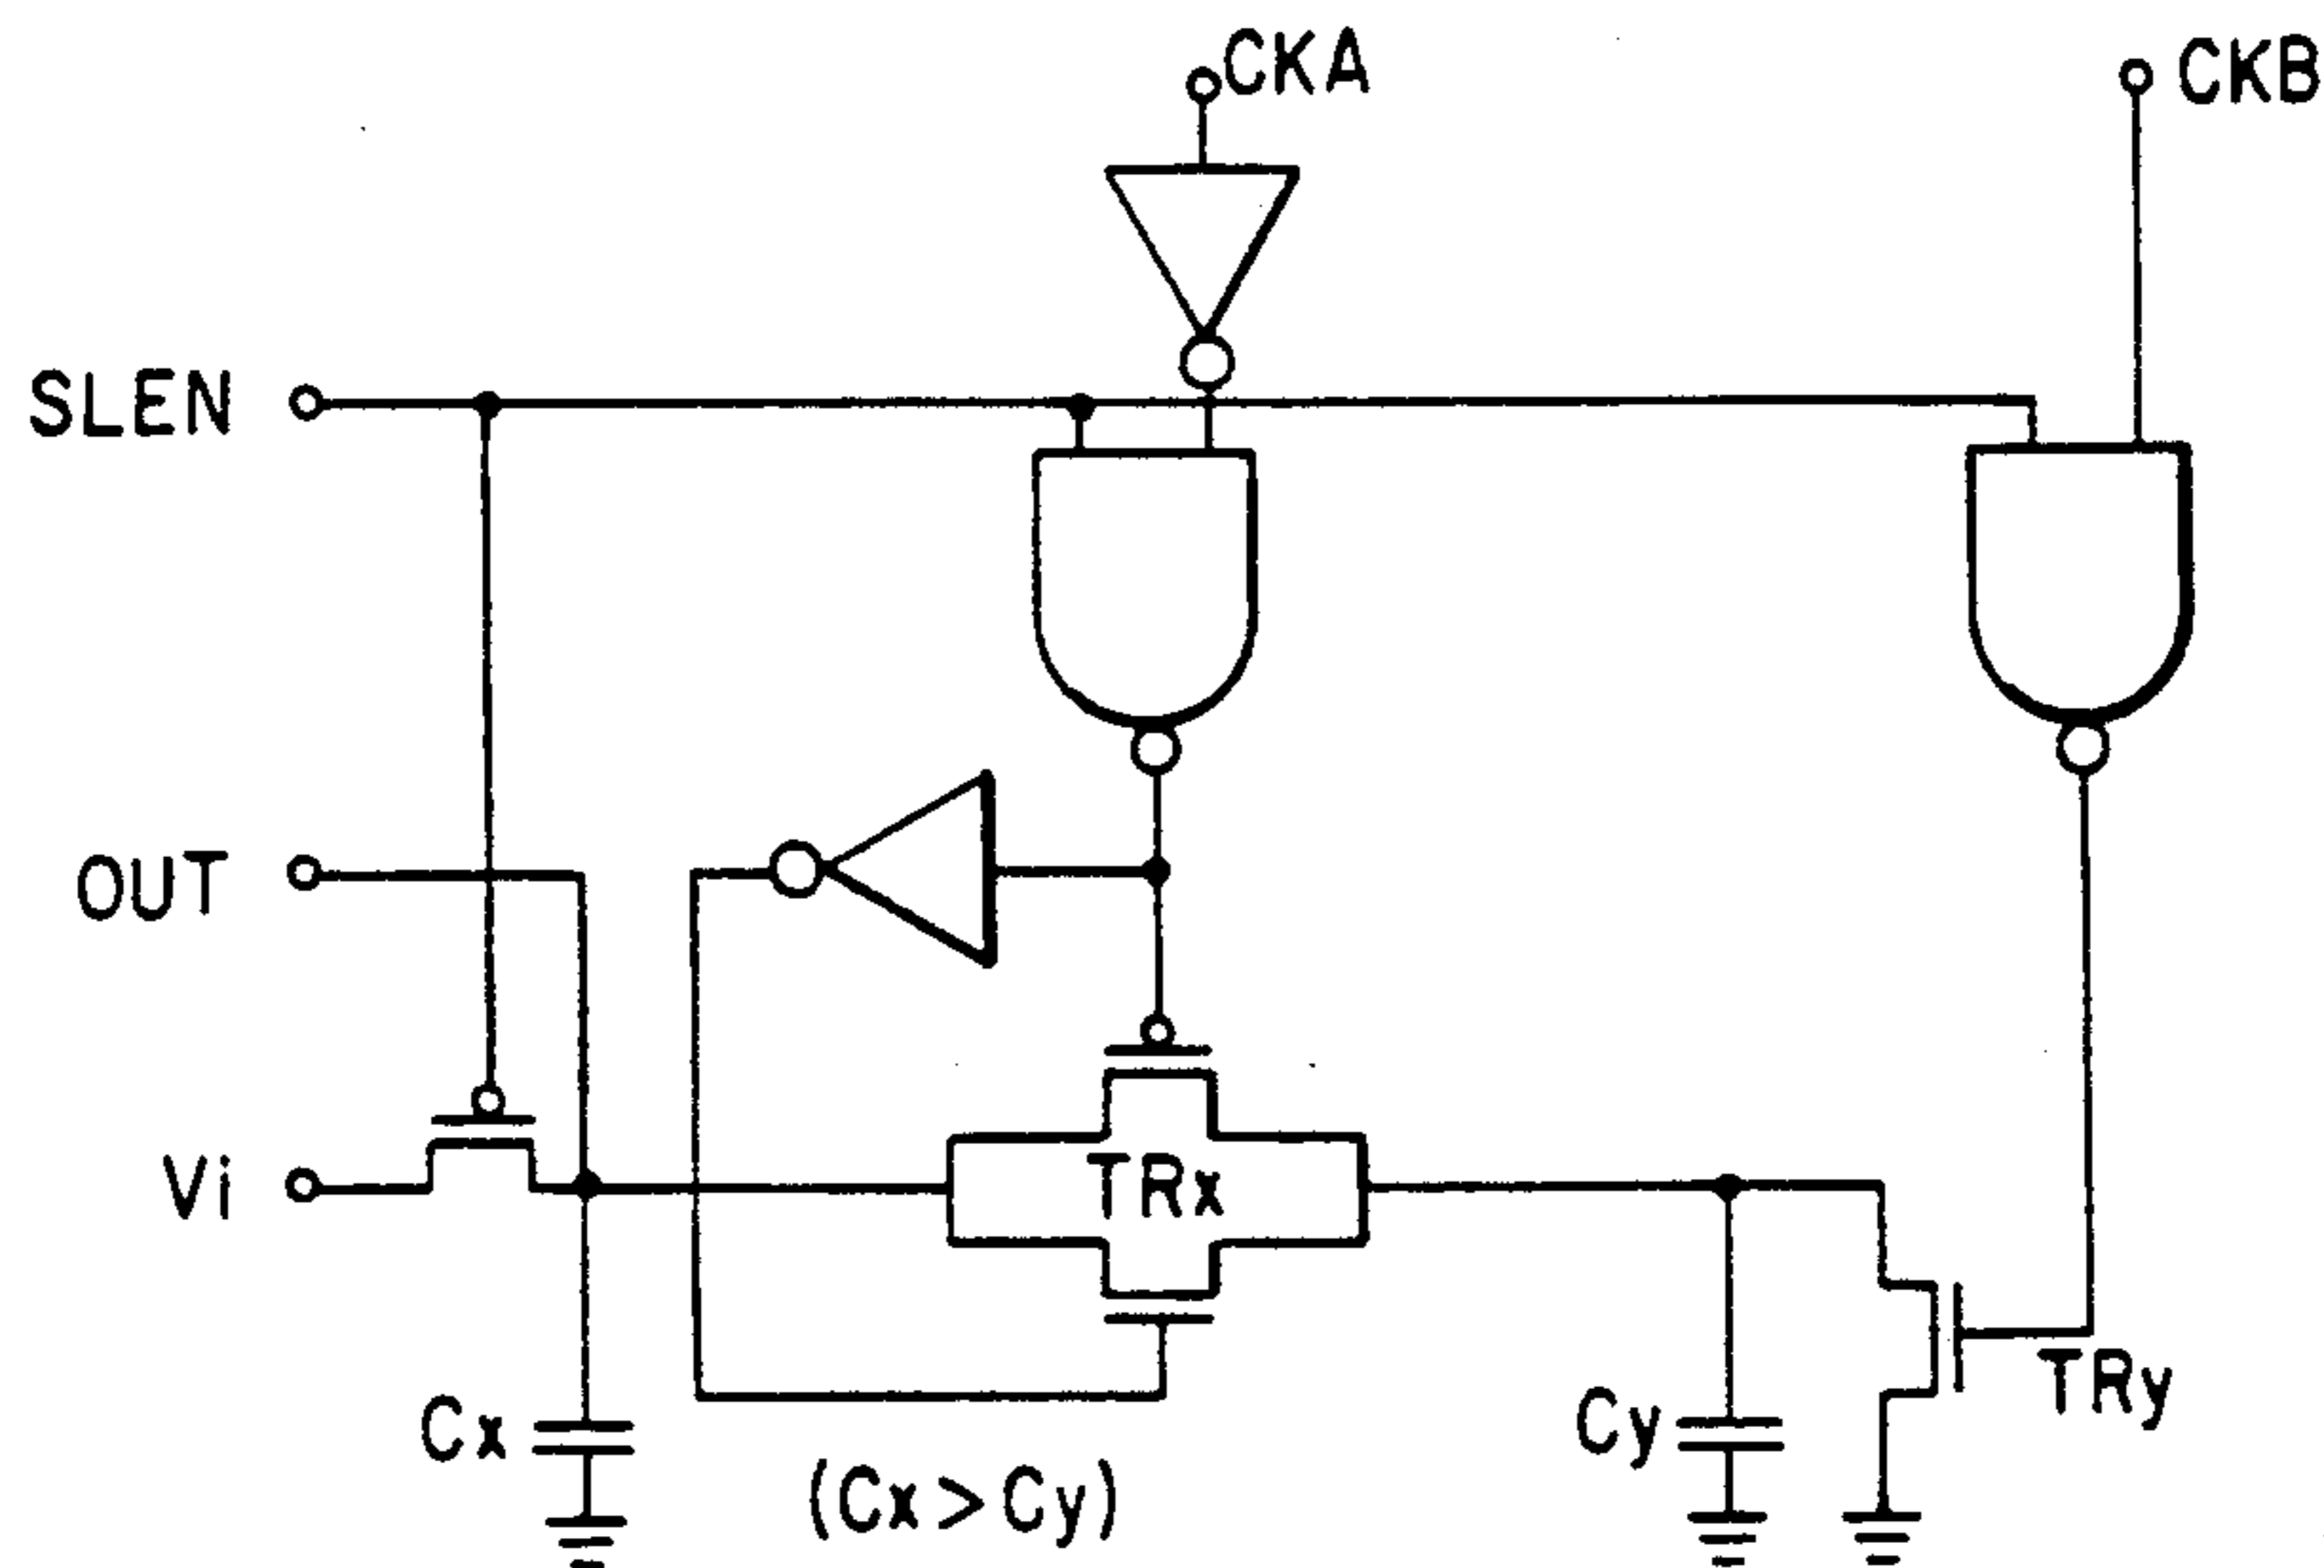 CKA
CKB
SLEN
OUT
Vi
TRx
TRy
Cx
Cy
(Cx>Cy)